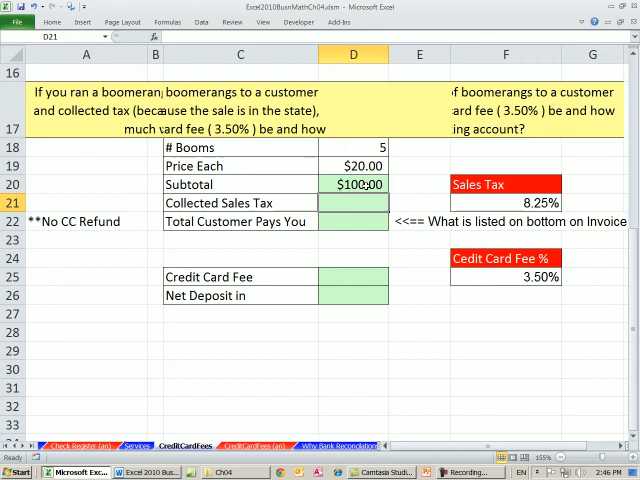 Excel2010BusnMathCh04.xlsm - Microsoft Excel
File Home Insert Page Layout Formulas Data Review View Developer Add-Ins
D21 fx
A B C D E F G
16
If you ran a boomeran boomerangs to a customer of boomerangs to a customer
and collected tax (because the sale is in the state), ard fee ( 3.50% ) be and how
17 much vard fee ( 3.50% ) be and how ing account?
18 # Booms 5
19 Price Each $20.00
20 Subtotal $100.00 Sales Tax
21 Collected Sales Tax 8.25%
22 **No CC Refund Total Customer Pays You <<== What is listed on bottom on Invoice
23
24 Cedit Card Fee %
25 Credit Card Fee 3.50%
26 Net Deposit in
27
28
29
30
31
32
33
Check Register (an) Services CreditCardFees CreditCardFees (an) Why Bank Reconciliation
Ready 155%
Start Microsoft Exc... Excel 2010 Bus... Ch04 Camtasia Studi... Recording... EN 2:46 PM